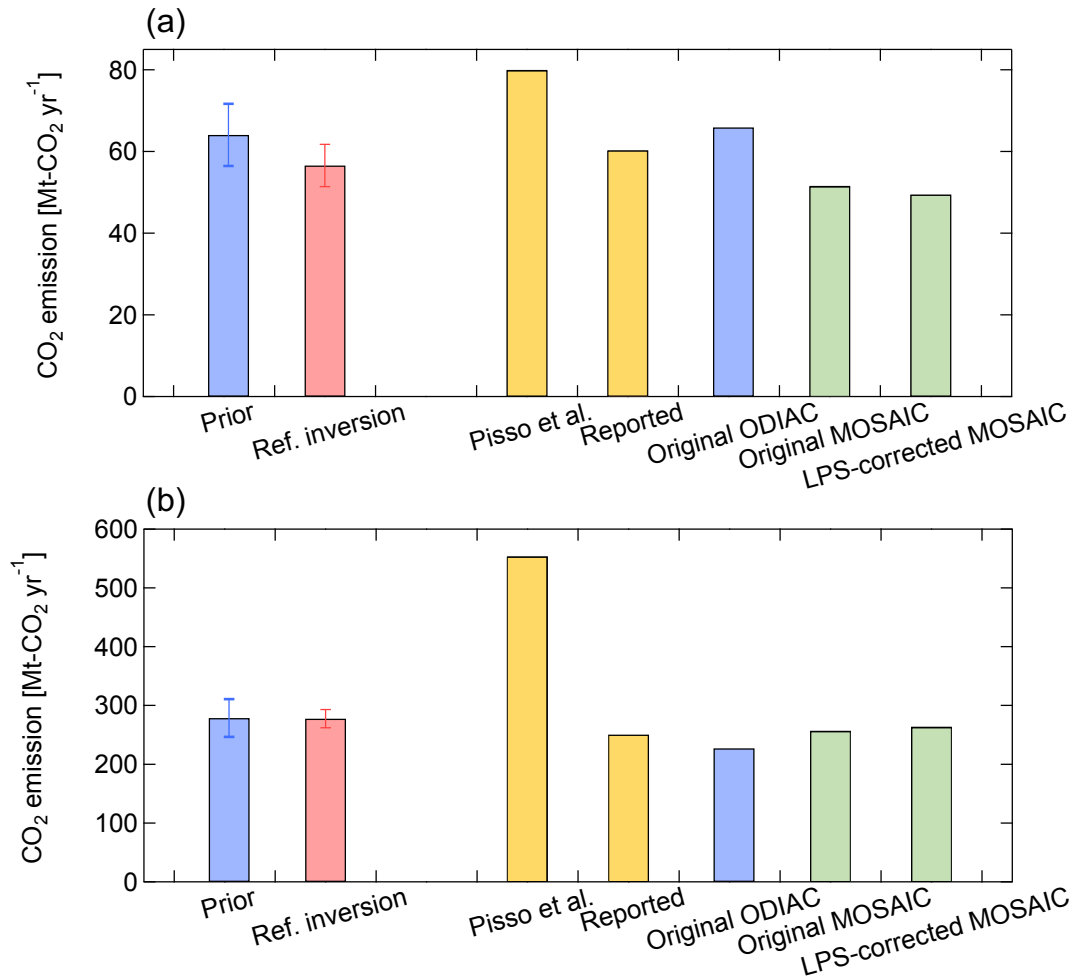 (a)
CO₂ emission [Mt-CO₂ yr⁻¹]
80
60
40
20
0
Prior
Ref. inversion
Pisso et al.
Reported
Original ODIAC
Original MOSAIC
LPS-corrected MOSAIC
(b)
CO₂ emission [Mt-CO₂ yr⁻¹]
600
500
400
300
200
100
0
Prior
Ref. inversion
Pisso et al.
Reported
Original ODIAC
Original MOSAIC
LPS-corrected MOSAIC